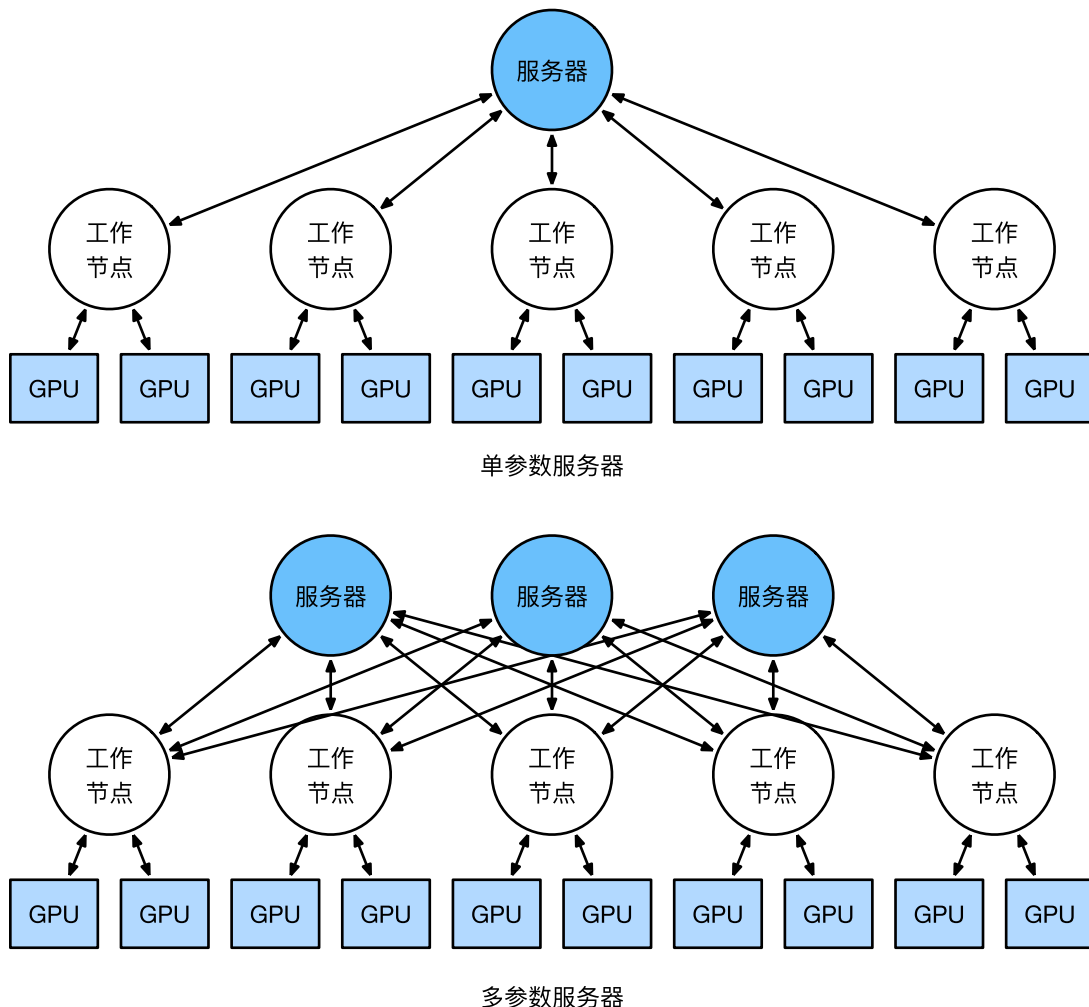 服务器
工作 工作 工作 工作 工作
节点 节点 节点 节点 节点
GPU GPU GPU GPU GPU GPU GPU GPU GPU GPU
单参数服务器
服务器 服务器 服务器
工作 工作 工作 工作 工作
节点 节点 节点 节点 节点
GPU GPU GPU GPU GPU GPU GPU GPU GPU GPU
多参数服务器